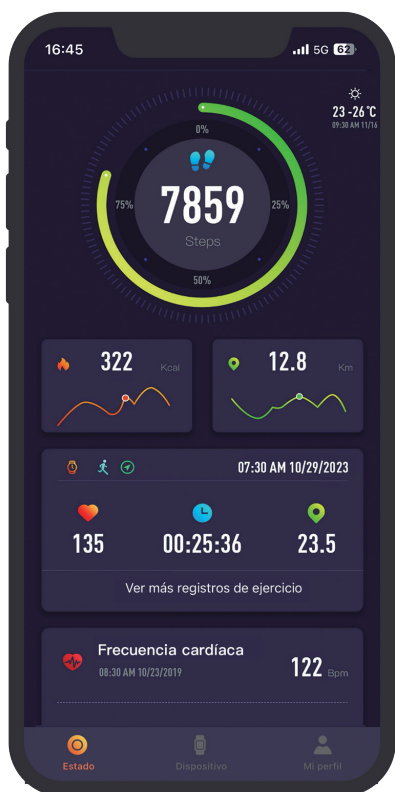 16:45 5G 62
23 -26 °C
09:30 AM 11/16
0%
75% 7859 25%
Steps
50%
322 Kcal 12.8 Km
07:30 AM 10/29/2023
135 00:25:36 23.5
Ver más registros de ejercicio
Frecuencia cardíaca
08:30 AM 10/23/2019 122 Bpm
Estado Dispositivo Mi perfil